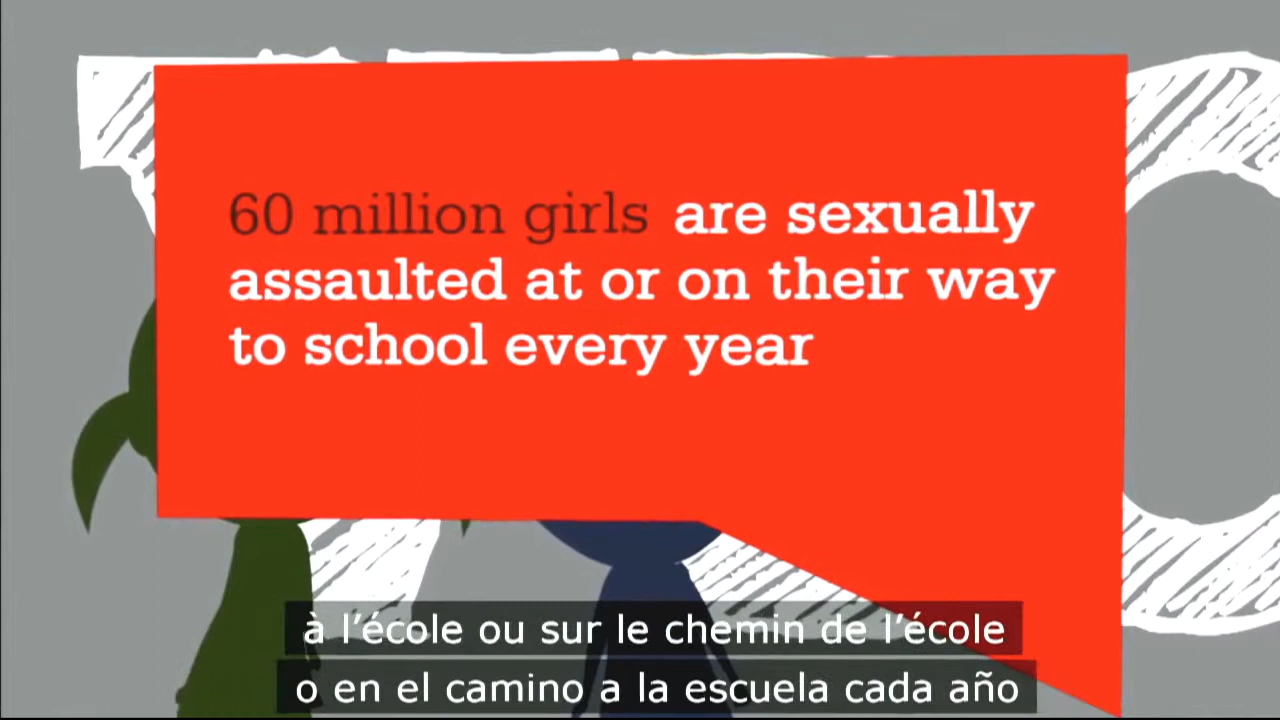 60 million girls are sexually
assaulted at or on their way
to school every year
à l'école ou sur le chemin de l'école
o en el camino a la escuela cada año